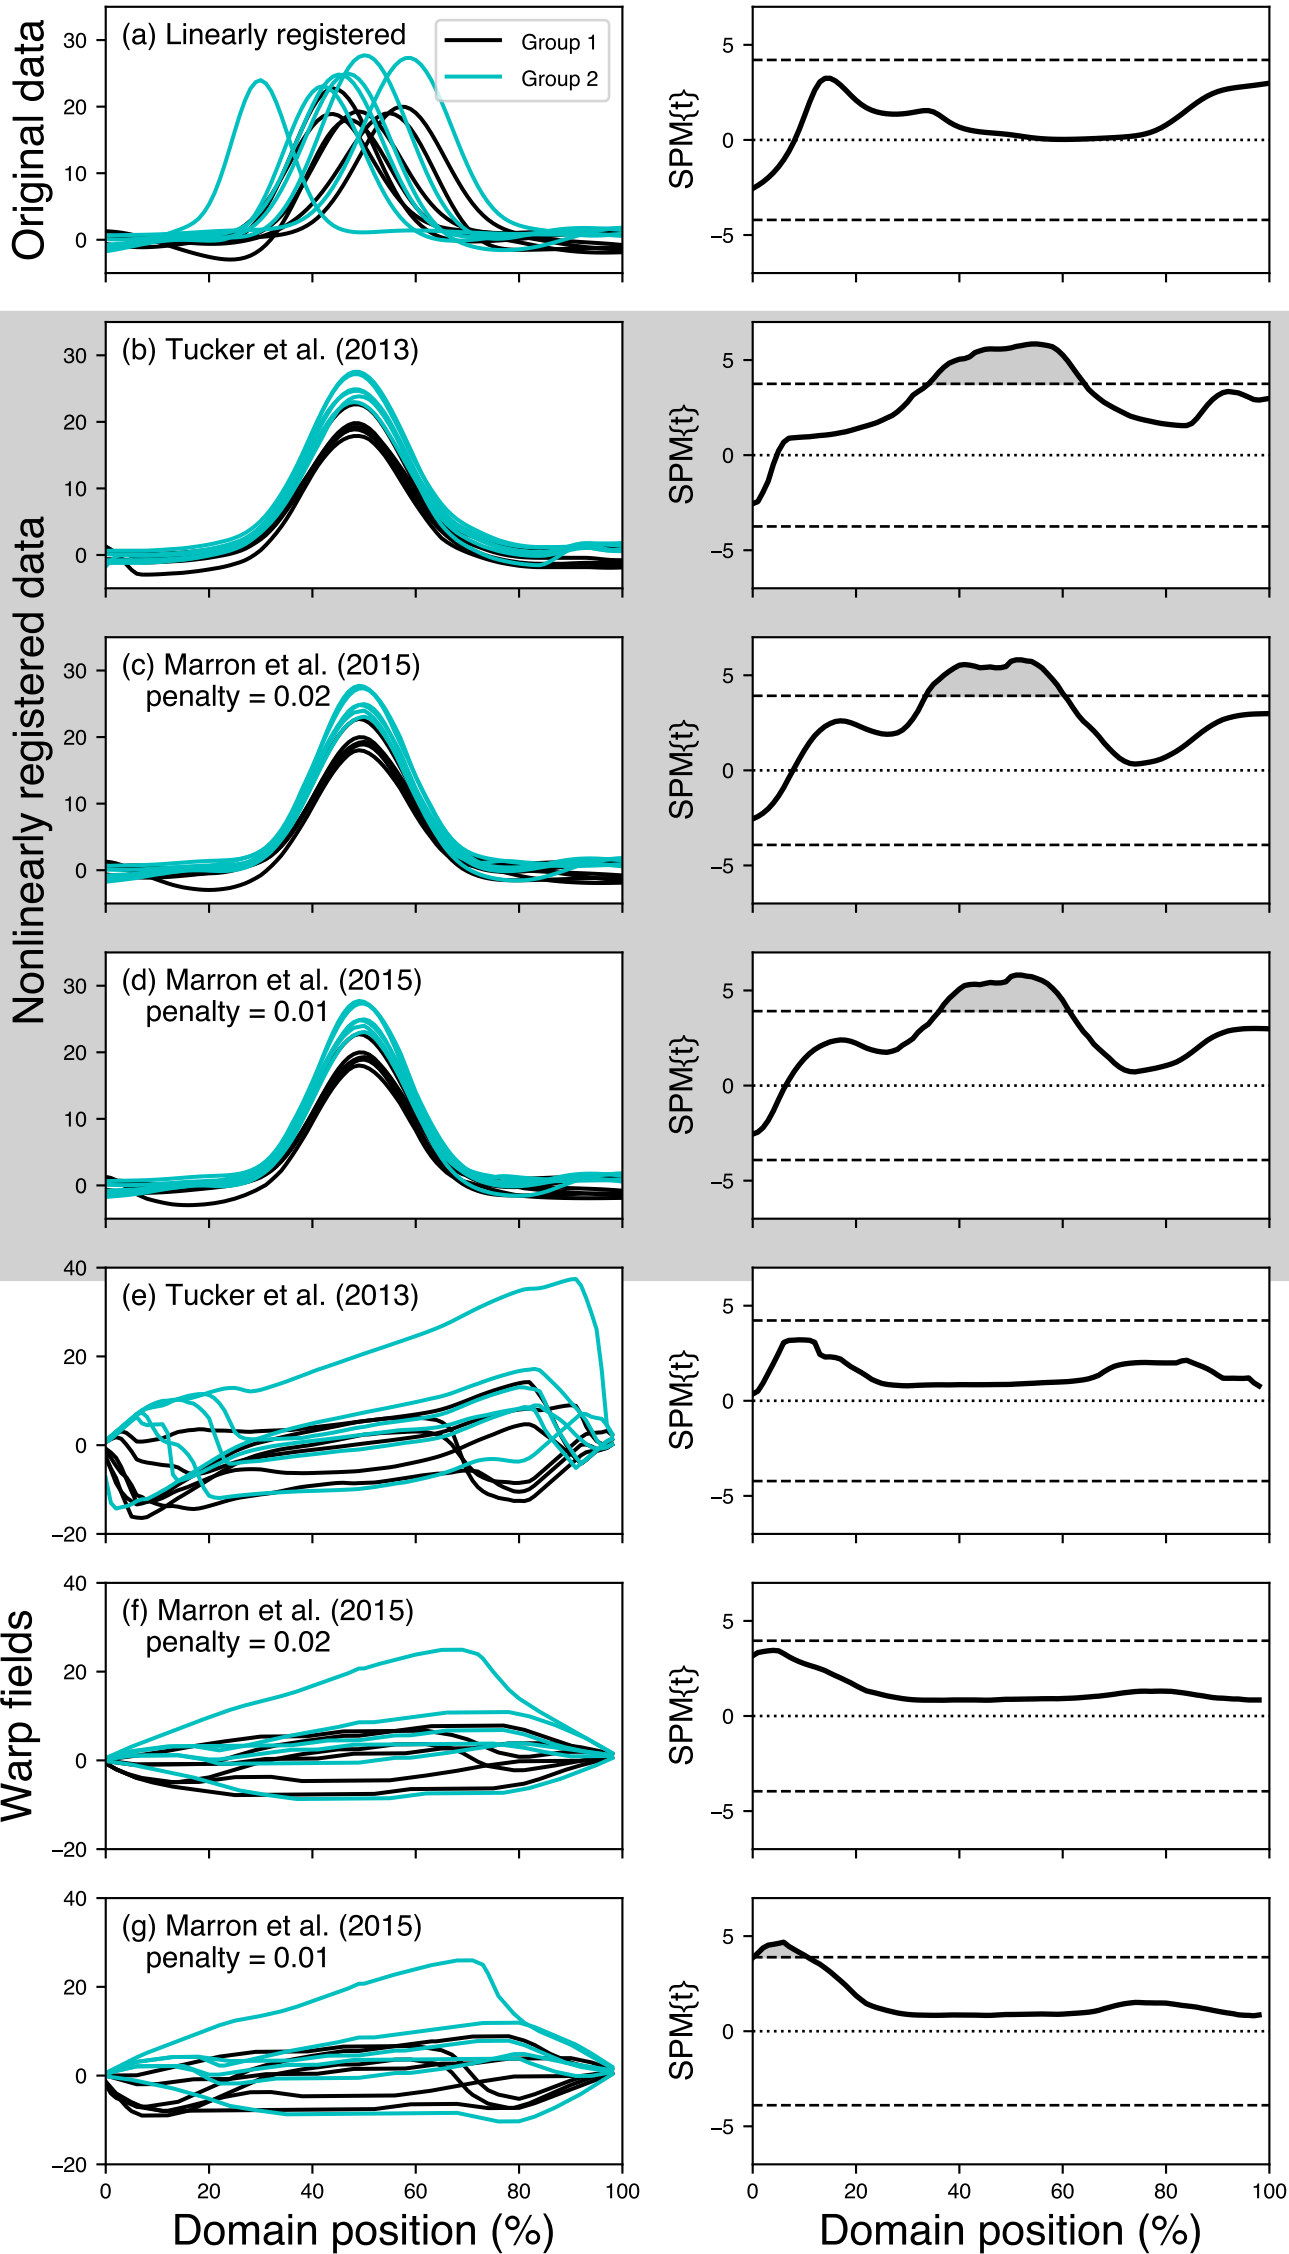 Original data
(a) Linearly registered
Group 1
Group 2
30
20
10
0
SPM{t}
5
0
−5
Nonlinearly registered data
(b) Tucker et al. (2013)
30
20
10
0
SPM{t}
5
0
−5
(c) Marron et al. (2015)
penalty = 0.02
30
20
10
0
SPM{t}
5
0
−5
(d) Marron et al. (2015)
penalty = 0.01
30
20
10
0
SPM{t}
5
0
−5
Warp fields
(e) Tucker et al. (2013)
40
20
0
−20
SPM{t}
5
0
−5
(f) Marron et al. (2015)
penalty = 0.02
40
20
0
−20
SPM{t}
5
0
−5
(g) Marron et al. (2015)
penalty = 0.01
40
20
0
−20
SPM{t}
5
0
−5
0 20 40 60 80 100
0 20 40 60 80 100
Domain position (%)
Domain position (%)